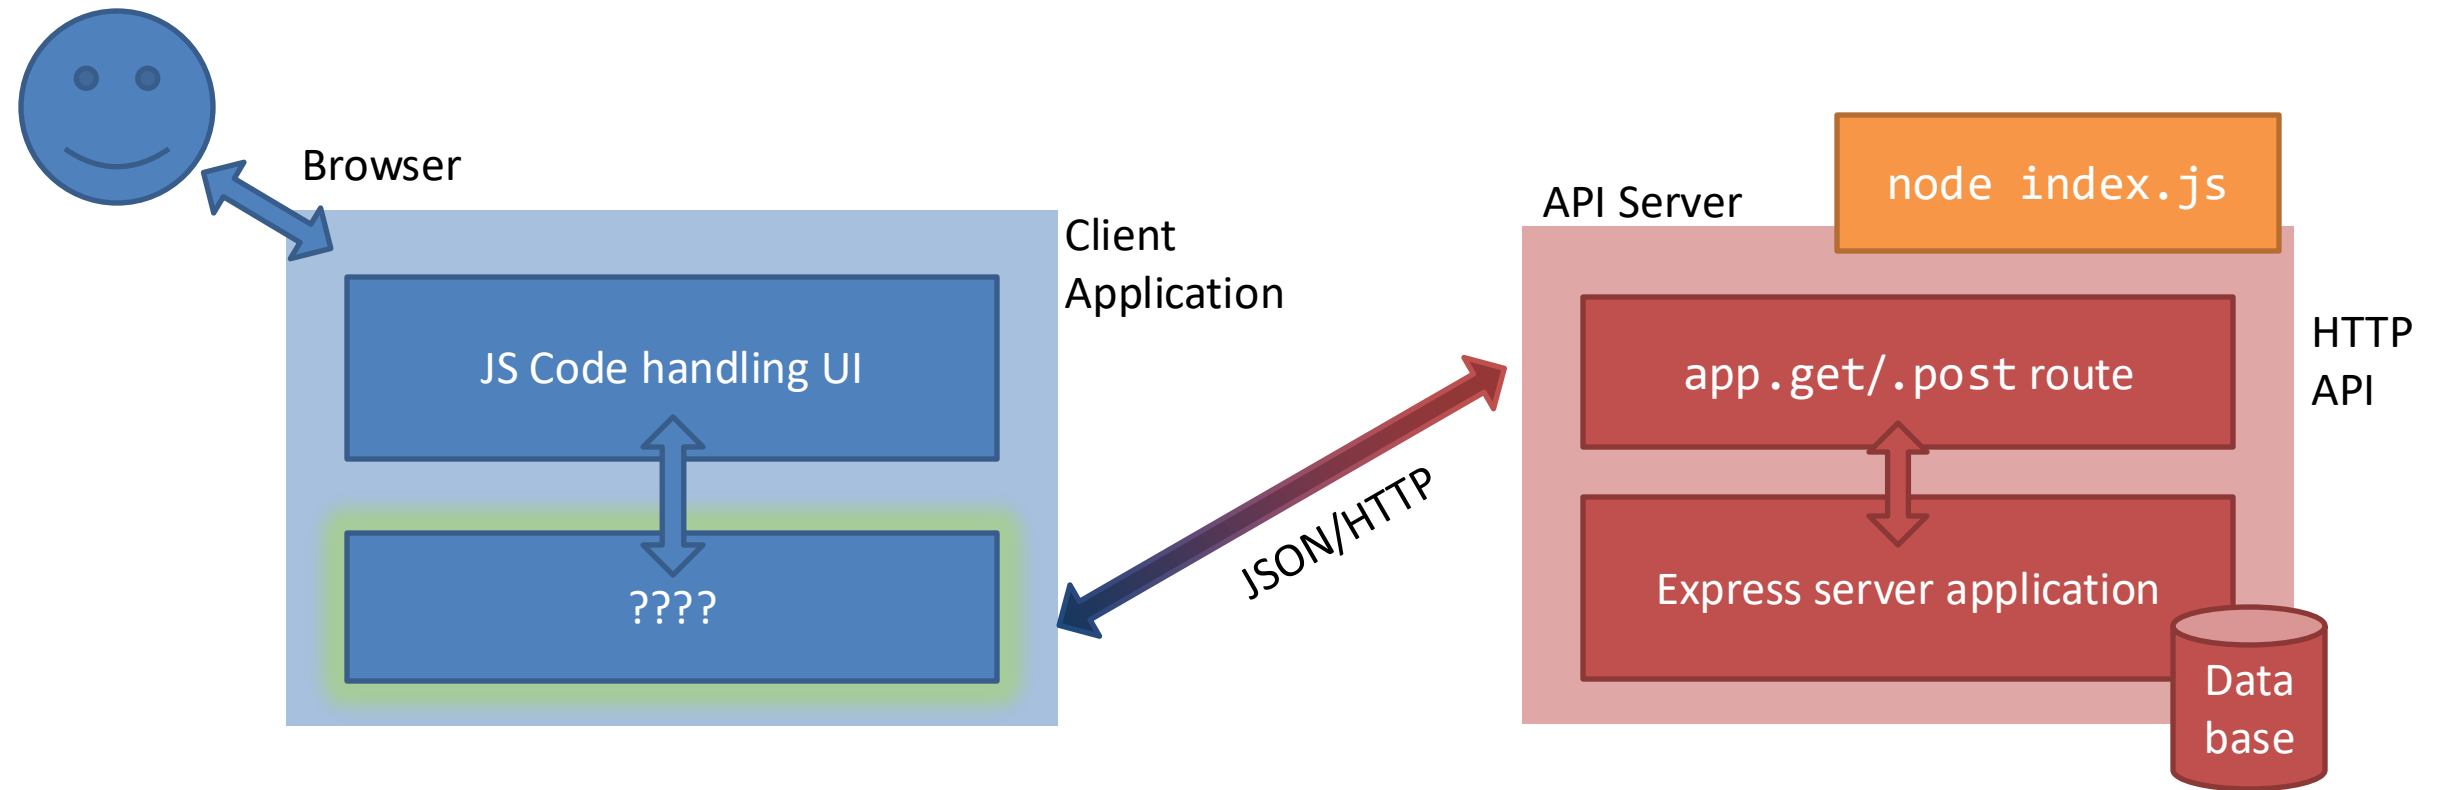 Browser
Client
Application
JS Code handling UI
????
JSON/HTTP
API Server
node index.js
HTTP
API
app.get/.post route
Express server application
Data
base